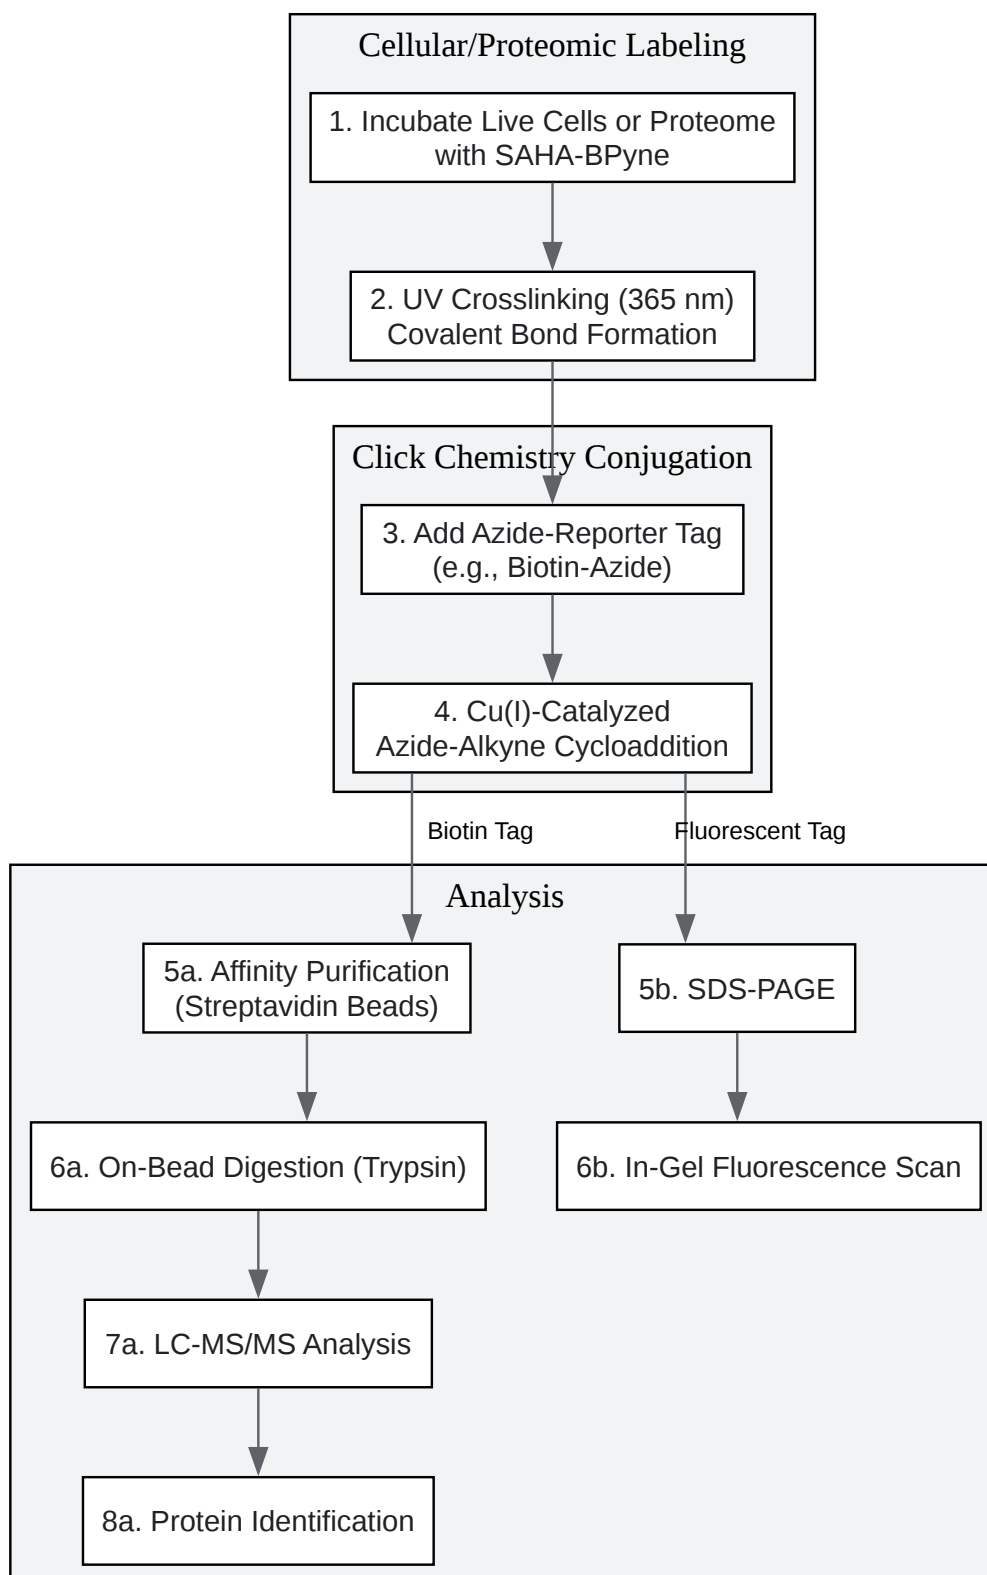 Cellular/Proteomic Labeling
1. Incubate Live Cells or Proteome
with SAHA-BPyne
2. UV Crosslinking (365 nm)
Covalent Bond Formation
Click Chemistry Conjugation
3. Add Azide-Reporter Tag
(e.g., Biotin-Azide)
4. Cu(I)-Catalyzed
Azide-Alkyne Cycloaddition
Biotin Tag
Fluorescent Tag
Analysis
5a. Affinity Purification
(Streptavidin Beads)
5b. SDS-PAGE
6a. On-Bead Digestion (Trypsin)
6b. In-Gel Fluorescence Scan
7a. LC-MS/MS Analysis
8a. Protein Identification